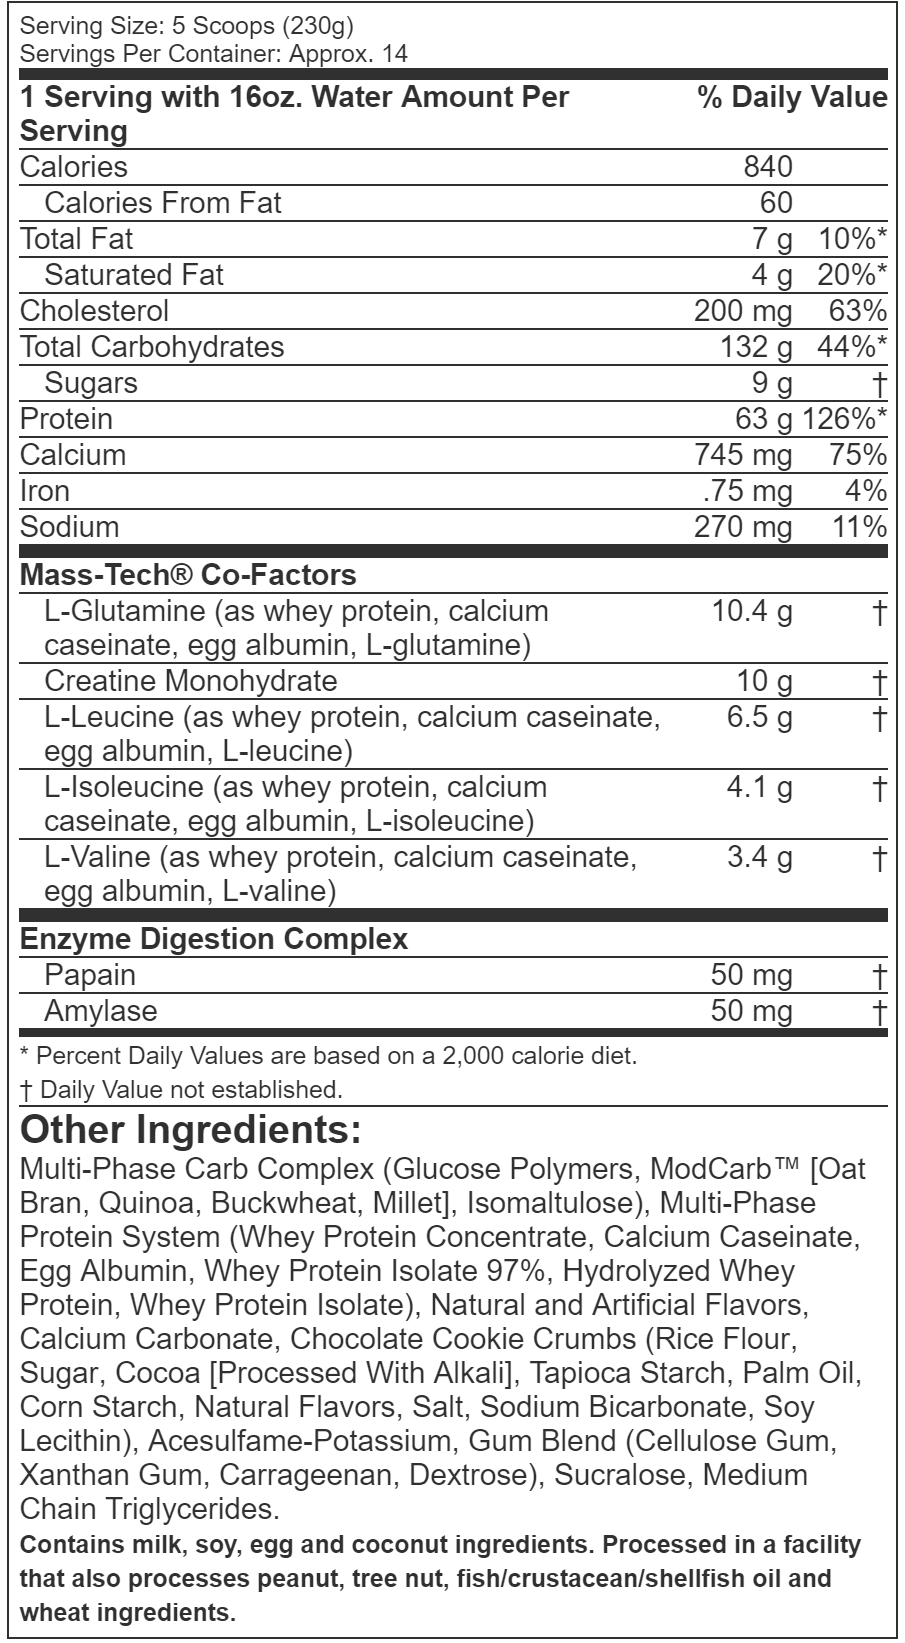 Serving Size: 5 Scoops (230g)
Servings Per Container: Approx. 14
1 Serving with 16oz. Water Amount Per % Daily Value
Serving
Calories 840
Calories From Fat 60
Total Fat 7 g 10%*
Saturated Fat 4 g 20%*
Cholesterol 200 mg 63%
Total Carbohydrates 132 g 44%*
Sugars 9 g †
Protein 63 g 126%*
Calcium 745 mg 75%
Iron .75 mg 4%
Sodium 270 mg 11%
Mass-Tech® Co-Factors
L-Glutamine (as whey protein, calcium 10.4 g †
caseinate, egg albumin, L-glutamine)
Creatine Monohydrate 10 g †
L-Leucine (as whey protein, calcium caseinate, 6.5 g †
egg albumin, L-leucine)
L-Isoleucine (as whey protein, calcium 4.1 g †
caseinate, egg albumin, L-isoleucine)
L-Valine (as whey protein, calcium caseinate, 3.4 g †
egg albumin, L-valine)
Enzyme Digestion Complex
Papain 50 mg †
Amylase 50 mg †
* Percent Daily Values are based on a 2,000 calorie diet.
† Daily Value not established.
Other Ingredients:
Multi-Phase Carb Complex (Glucose Polymers, ModCarb™ [Oat
Bran, Quinoa, Buckwheat, Millet], Isomaltulose), Multi-Phase
Protein System (Whey Protein Concentrate, Calcium Caseinate,
Egg Albumin, Whey Protein Isolate 97%, Hydrolyzed Whey
Protein, Whey Protein Isolate), Natural and Artificial Flavors,
Calcium Carbonate, Chocolate Cookie Crumbs (Rice Flour,
Sugar, Cocoa [Processed With Alkali], Tapioca Starch, Palm Oil,
Corn Starch, Natural Flavors, Salt, Sodium Bicarbonate, Soy
Lecithin), Acesulfame-Potassium, Gum Blend (Cellulose Gum,
Xanthan Gum, Carrageenan, Dextrose), Sucralose, Medium
Chain Triglycerides.
Contains milk, soy, egg and coconut ingredients. Processed in a facility
that also processes peanut, tree nut, fish/crustacean/shellfish oil and
wheat ingredients.